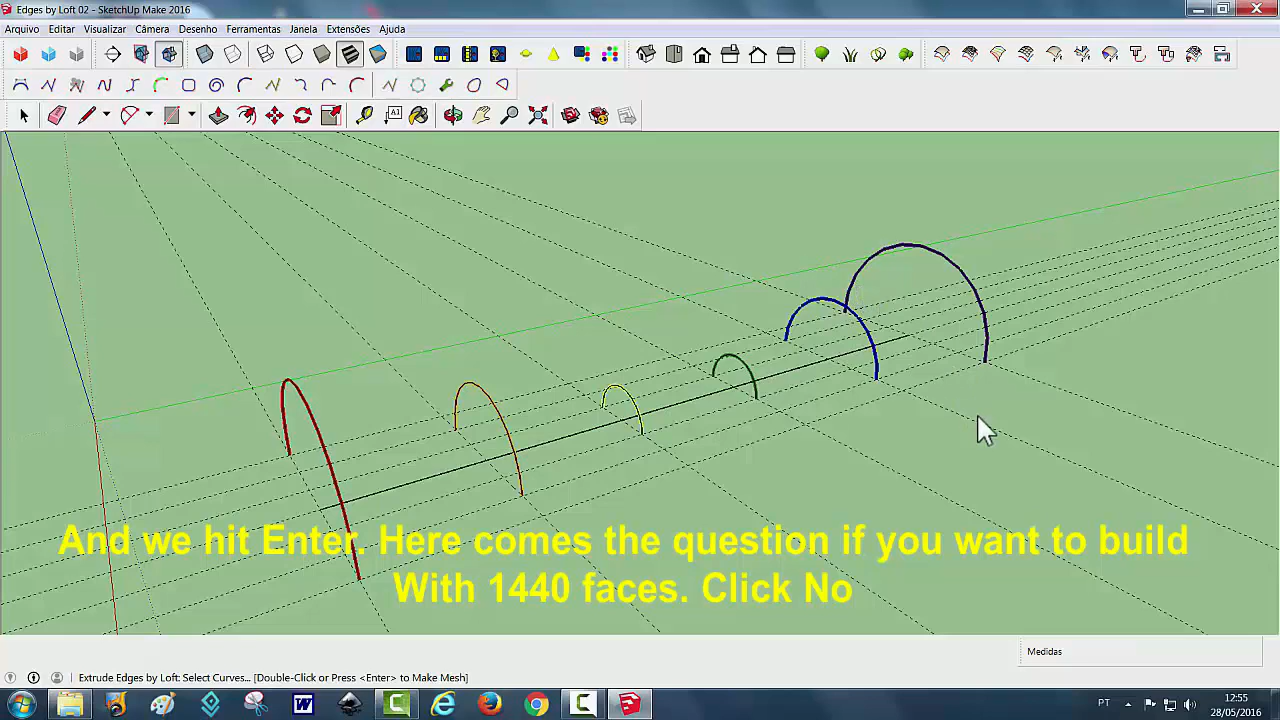 Edges by Loft 02 - SketchUp Make 2016
Arquivo Editar Visualizar Câmera Desenho Ferramentas Janela Extensões Ajuda
A1
And we hit Enter. Here comes the question if you want to build
With 1440 faces. Click No
Medidas
Extrude Edges by Loft: Select Curves... [Double-Click or Press <Enter> to Make Mesh]
PT
12:55
28/05/2016